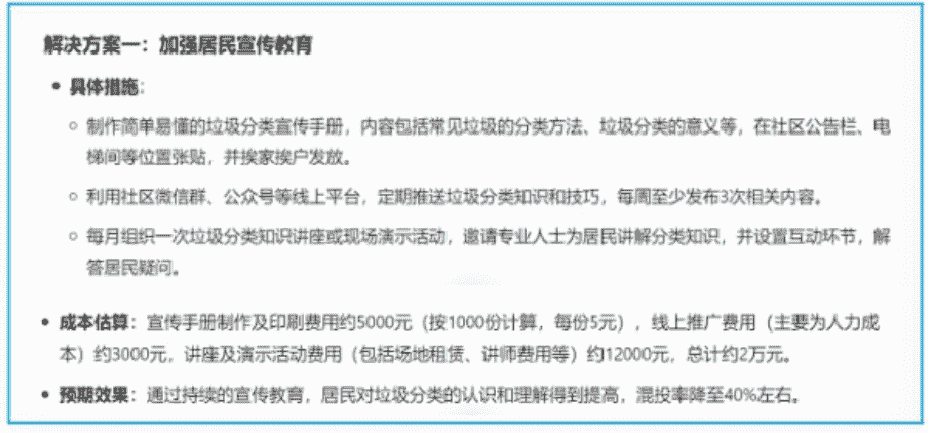 解决方案一：加强居民宣传教育
• 具体措施：
○ 制作简单易懂的垃圾分类宣传手册，内容包括常见垃圾的分类方法、垃圾分类的意义等，在社区公告栏、电
梯间等位置张贴，并挨家挨户发放。
○ 利用社区微信群、公众号等线上平台，定期推送垃圾分类知识和技巧，每周至少发布3次相关内容。
○ 每月组织一次垃圾分类知识讲座或现场演示活动，邀请专业人士为居民讲解分类知识，并设置互动环节，解
答居民疑问。
• 成本估算：宣传手册制作及印刷费用约5000元（按1000份计算，每份5元），线上推广费用（主要为人力成
本）约3000元，讲座及演示活动费用（包括场地租赁、讲师费用等）约12000元，总计约2万元。
• 预期效果：通过持续的宣传教育，居民对垃圾分类的认识和理解得到提高，混投率降至40%左右。